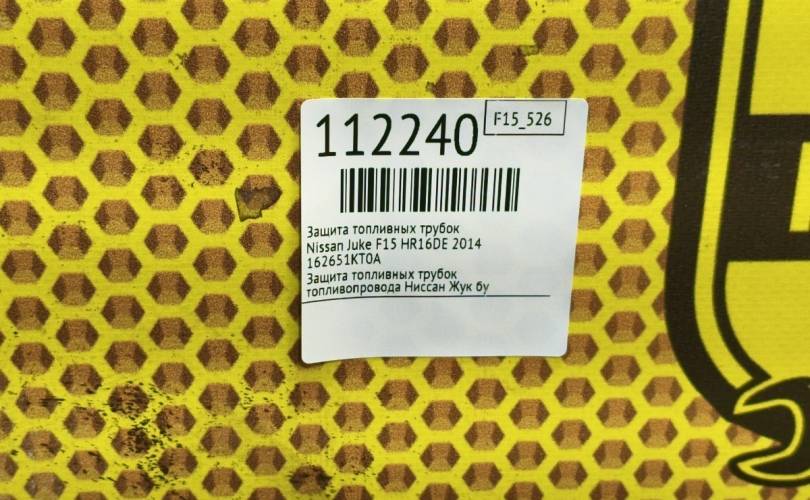 112240
F15_526
Защита топливных трубок
Nissan Juke F15 HR16DE 2014
162651KT0A
Защита топливных трубок
топливопровода Ниссан Жук бу